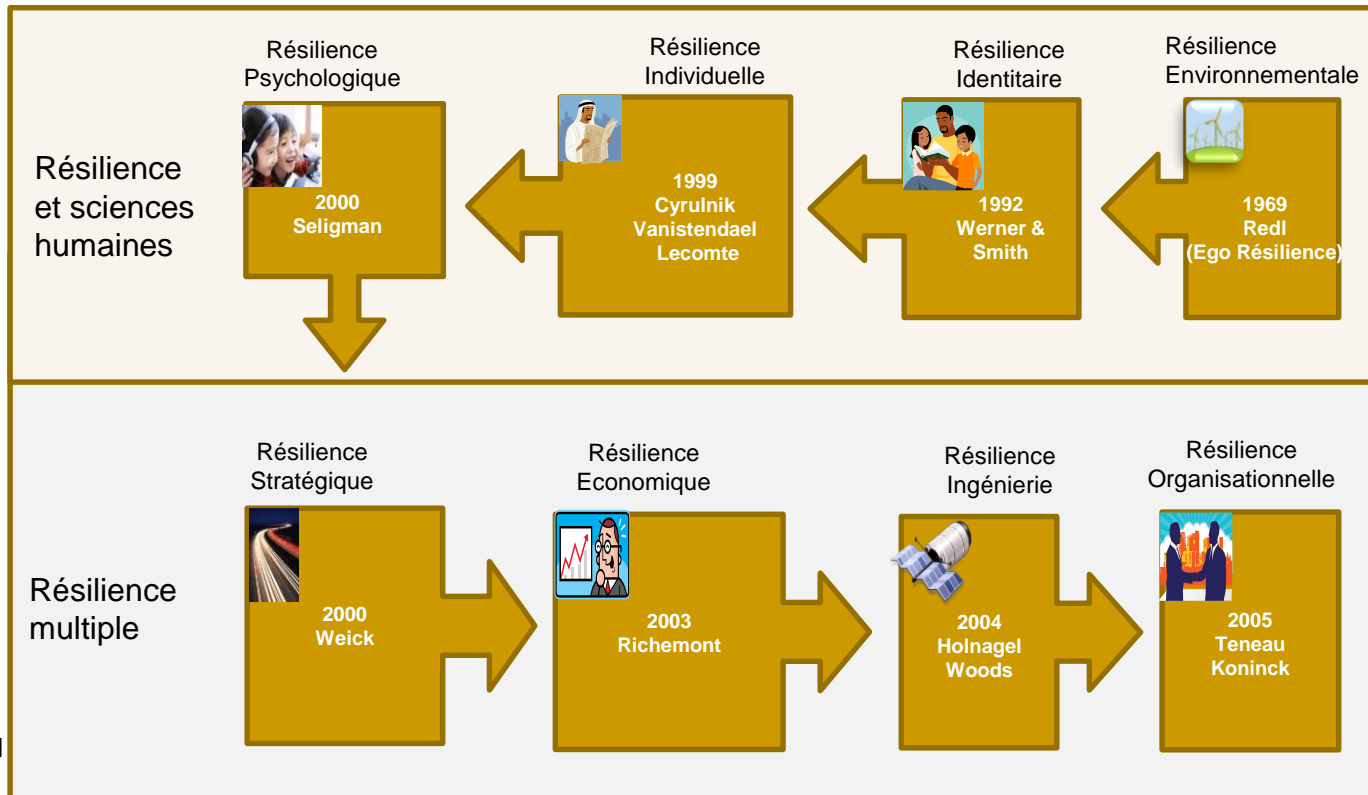 Résilience
Psychologique
Résilience
Individuelle
Résilience
Identitaire
Résilience
Environnementale
Résilience
et sciences
humaines
2000
Seligman
1999
Cyrulnik
Vanistendael
Lecomte
1992
Werner &
Smith
1969
Redl
(Ego Résilience)
Résilience
Stratégique
Résilience
Economique
Résilience
Ingénierie
Résilience
Organisationnelle
Résilience
multiple
2000
Weick
2003
Richemont
2004
Holnagel
Woods
2005
Teneau
Koninck